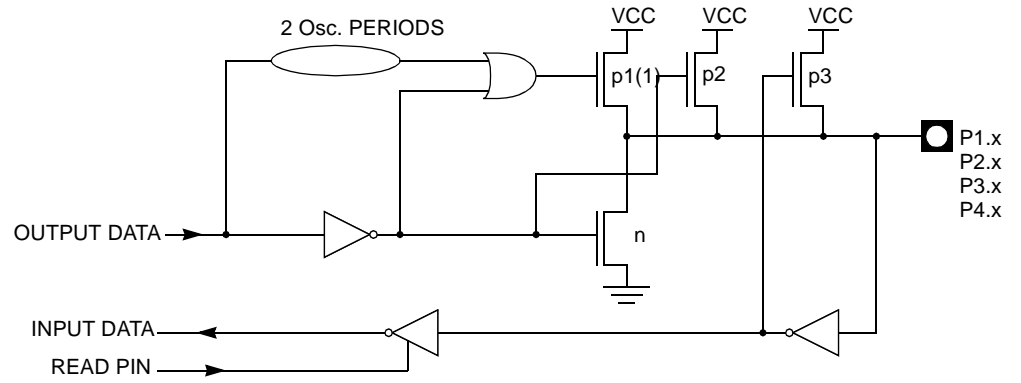 2 Osc. PERIODS
VCC
VCC
VCC
p1(1)
p2
p3
P1.x
P2.x
P3.x
P4.x
OUTPUT DATA
n
INPUT DATA
READ PIN